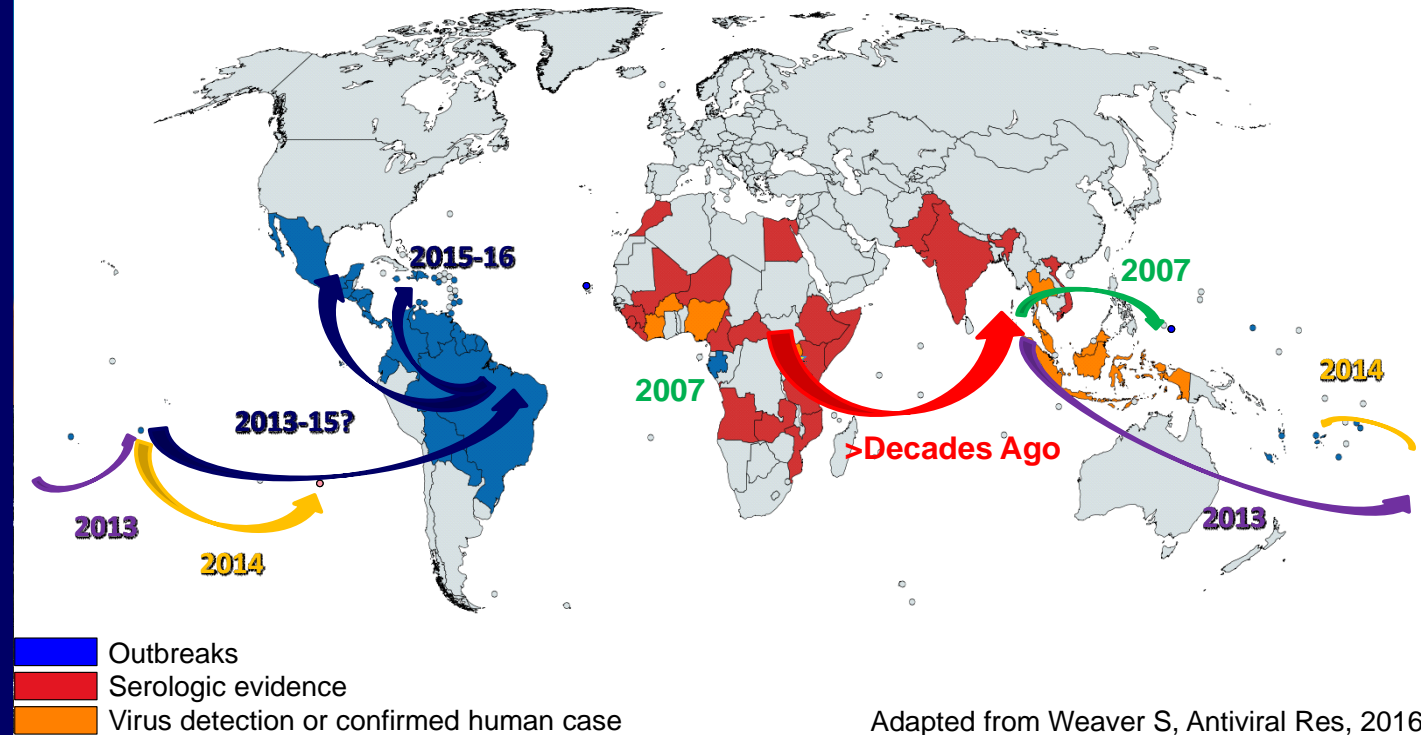 2015-16
2007
2014
2007
2013-15?
>Decades Ago
2013
2013
2014
Outbreaks
Serologic evidence
Virus detection or confirmed human case
Adapted from Weaver S, Antiviral Res, 2016